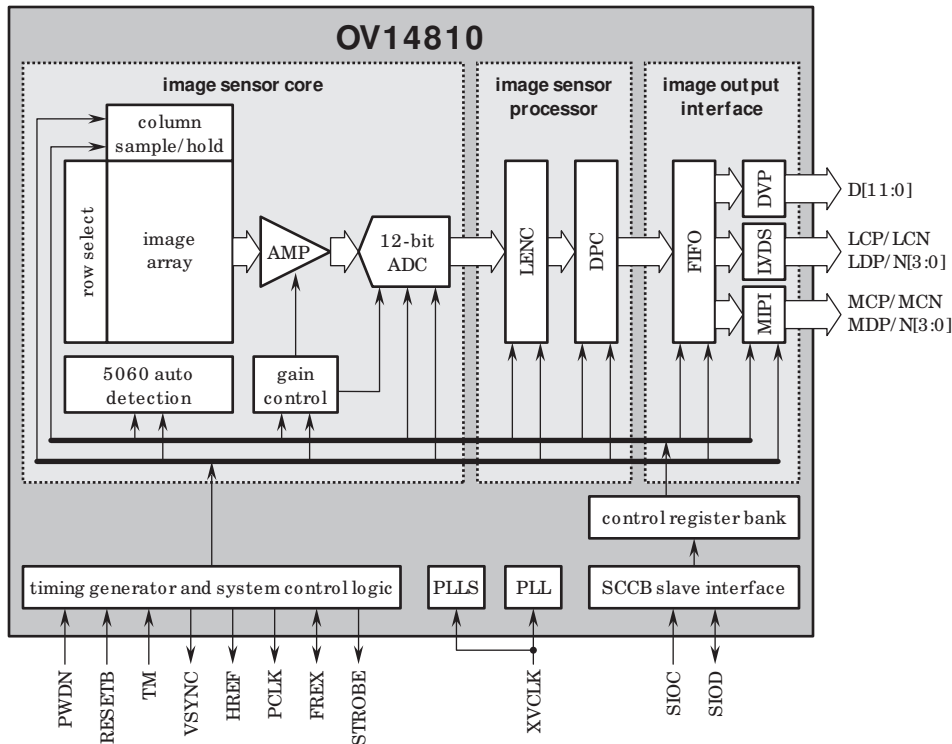 OV14810
image sensor core
image sensor
processor
image output
interface
column
sample/hold
row select
image
array
AMP
12-bit
ADC
LENC
DPC
FIFO
DVP
LVDS
MIPI
D[11:0]
LCP/LCN
LDP/N[3:0]
MCP/MCN
MDP/N[3:0]
5060 auto
detection
gain
control
control register bank
timing generator and system control logic
PLLS
PLL
SCCB slave interface
PWDN
RESETB
TM
VSYNC
HREF
PCLK
FREX
STROBE
XVCLK
SIOC
SIOD